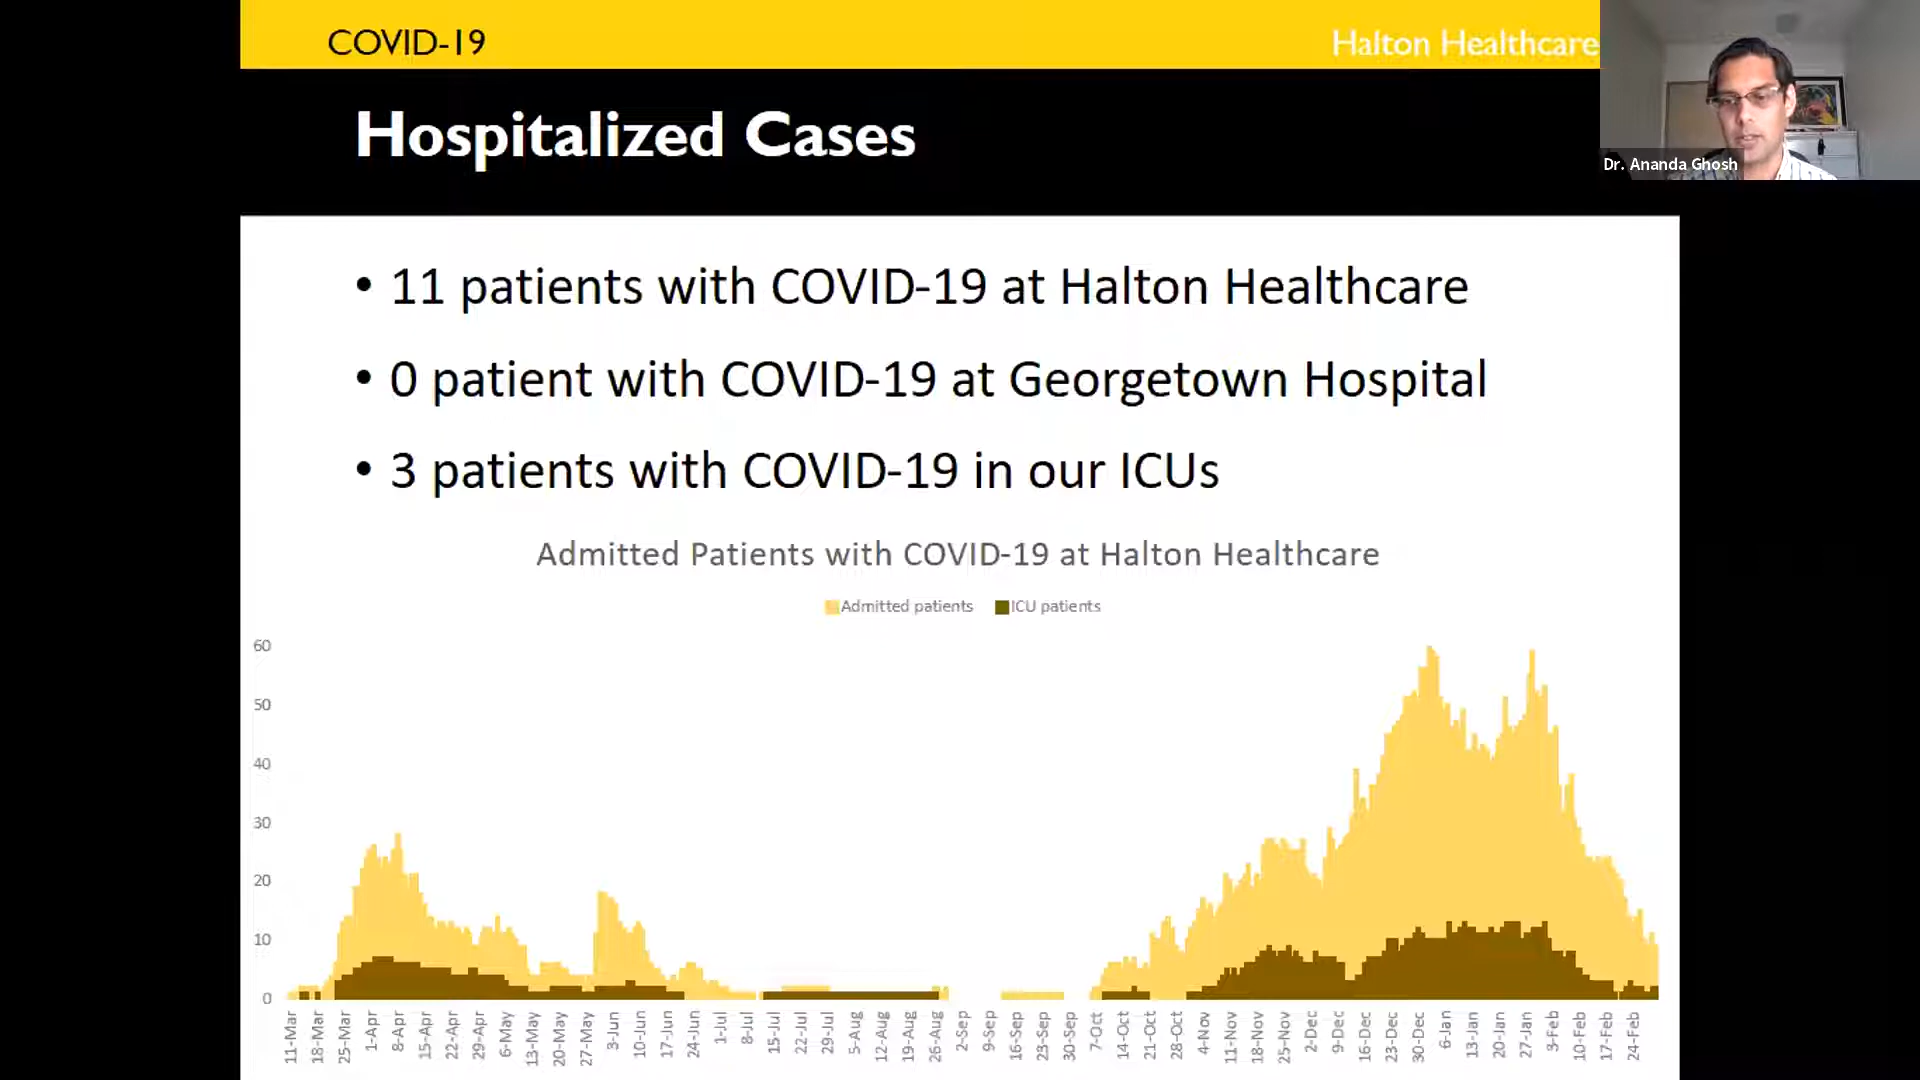 COVID-19
Halton Healthcare
Dr. Ananda Ghosh
Hospitalized Cases
• 11 patients with COVID-19 at Halton Healthcare
• 0 patient with COVID-19 at Georgetown Hospital
• 3 patients with COVID-19 in our ICUs
Admitted Patients with COVID-19 at Halton Healthcare
Admitted patients ICU patients
60
50
40
30
20
10
0
11-Mar 18-Mar 25-Mar 1-Apr 8-Apr 15-Apr 22-Apr 29-Apr 6-May 13-May 20-May 27-May 3-Jun 10-Jun 17-Jun 24-Jun 1-Jul 8-Jul 15-Jul 22-Jul 29-Jul 5-Aug 12-Aug 19-Aug 26-Aug 2-Sep 9-Sep 16-Sep 23-Sep 30-Sep 7-Oct 14-Oct 21-Oct 28-Oct 4-Nov 11-Nov 18-Nov 25-Nov 2-Dec 9-Dec 16-Dec 23-Dec 30-Dec 6-Jan 13-Jan 20-Jan 27-Jan 3-Feb 10-Feb 17-Feb 24-Feb